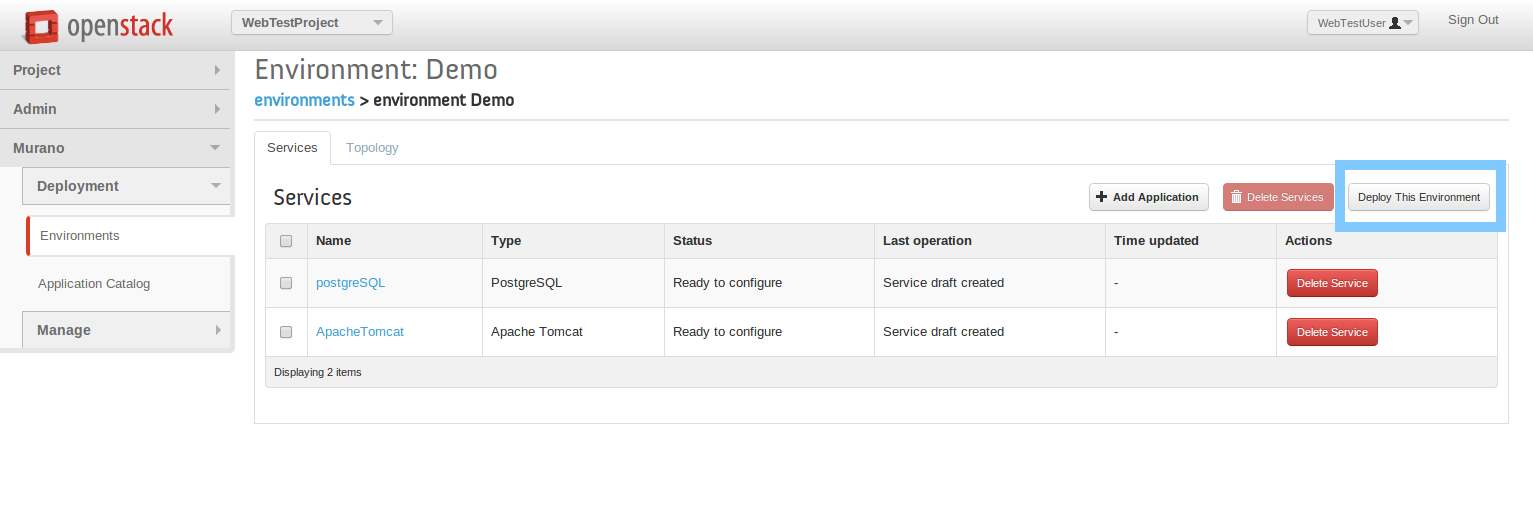 openstack
WebTestProject
WebTestUser
Sign Out
Project
Admin
Murano
Deployment
Environments
Application Catalog
Manage
Environment: Demo
environments > environment Demo
Services Topology
Services
Add Application Delete Services Deploy This Environment
Name Type Status Last operation Time updated Actions
postgreSQL PostgreSQL Ready to configure Service draft created - Delete Service
ApacheTomcat Apache Tomcat Ready to configure Service draft created - Delete Service
Displaying 2 items